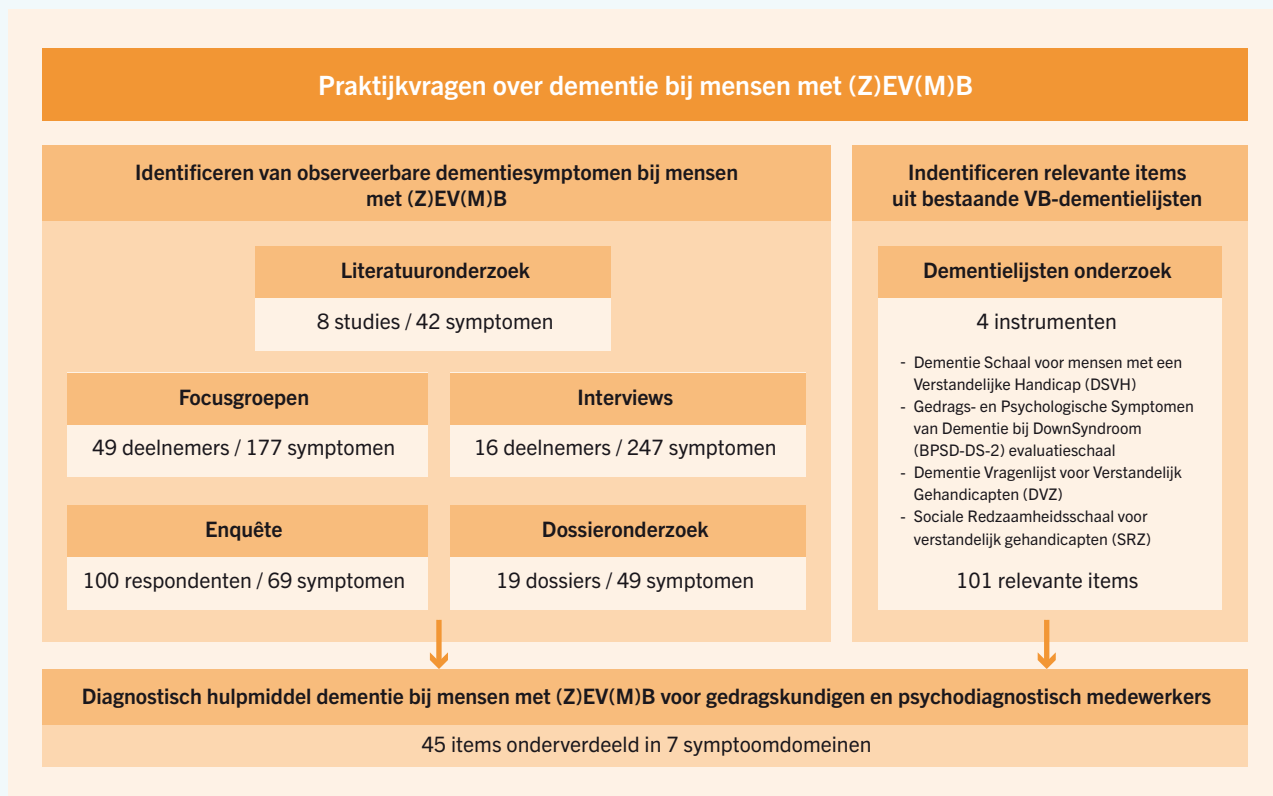 Praktijkvragen over dementie bij mensen met (Z)EV(M)B
Identificeren van observeerbare dementiesymptomen bij mensen
met (Z)EV(M)B
Literatuuronderzoek
8 studies / 42 symptomen
Focusgroepen
49 deelnemers / 177 symptomen
Interviews
16 deelnemers / 247 symptomen
Enquête
100 respondenten / 69 symptomen
Dossieronderzoek
19 dossiers / 49 symptomen
Indentificeren relevante items
uit bestaande VB-dementielijsten
Dementielijsten onderzoek
4 instrumenten
- Dementie Schaal voor mensen met een
Verstandelijke Handicap (DSVH)
- Gedrags- en Psychologische Symptomen
van Dementie bij DownSyndroom
(BPSD-DS-2) evaluatieschaal
- Dementie Vragenlijst voor Verstandelijk
Gehandicapten (DVZ)
- Sociale Redzaamheidsschaal voor
verstandelijk gehandicapten (SRZ)
101 relevante items
Diagnostisch hulpmiddel dementie bij mensen met (Z)EV(M)B voor gedragskundigen en psychodiagnostisch medewerkers
45 items onderverdeeld in 7 symptoomdomeinen